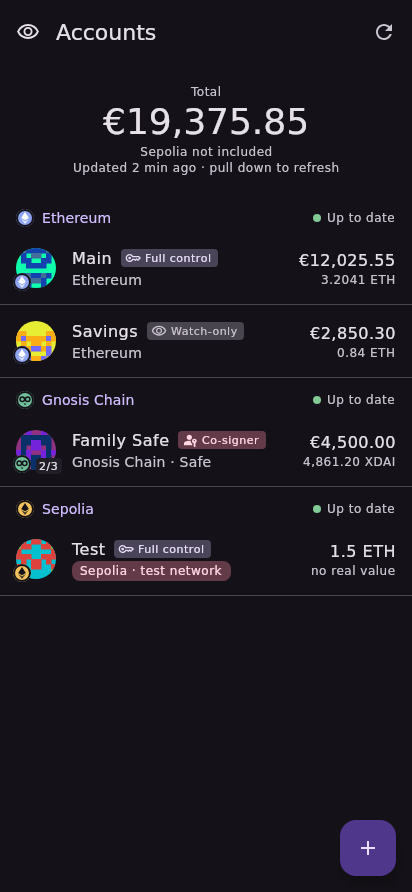 Accounts
Total
€19,375.85
Sepolia not included
Updated 2 min ago · pull down to refresh
Ethereum
Up to date
Main
Full control
€12,025.55
Ethereum
3.2041 ETH
Savings
Watch-only
€2,850.30
Ethereum
0.84 ETH
Gnosis Chain
Up to date
Family Safe
Co-signer
€4,500.00
2/3
Gnosis Chain · Safe
4,861.20 XDAI
Sepolia
Up to date
Test
Full control
1.5 ETH
Sepolia · test network
no real value
+